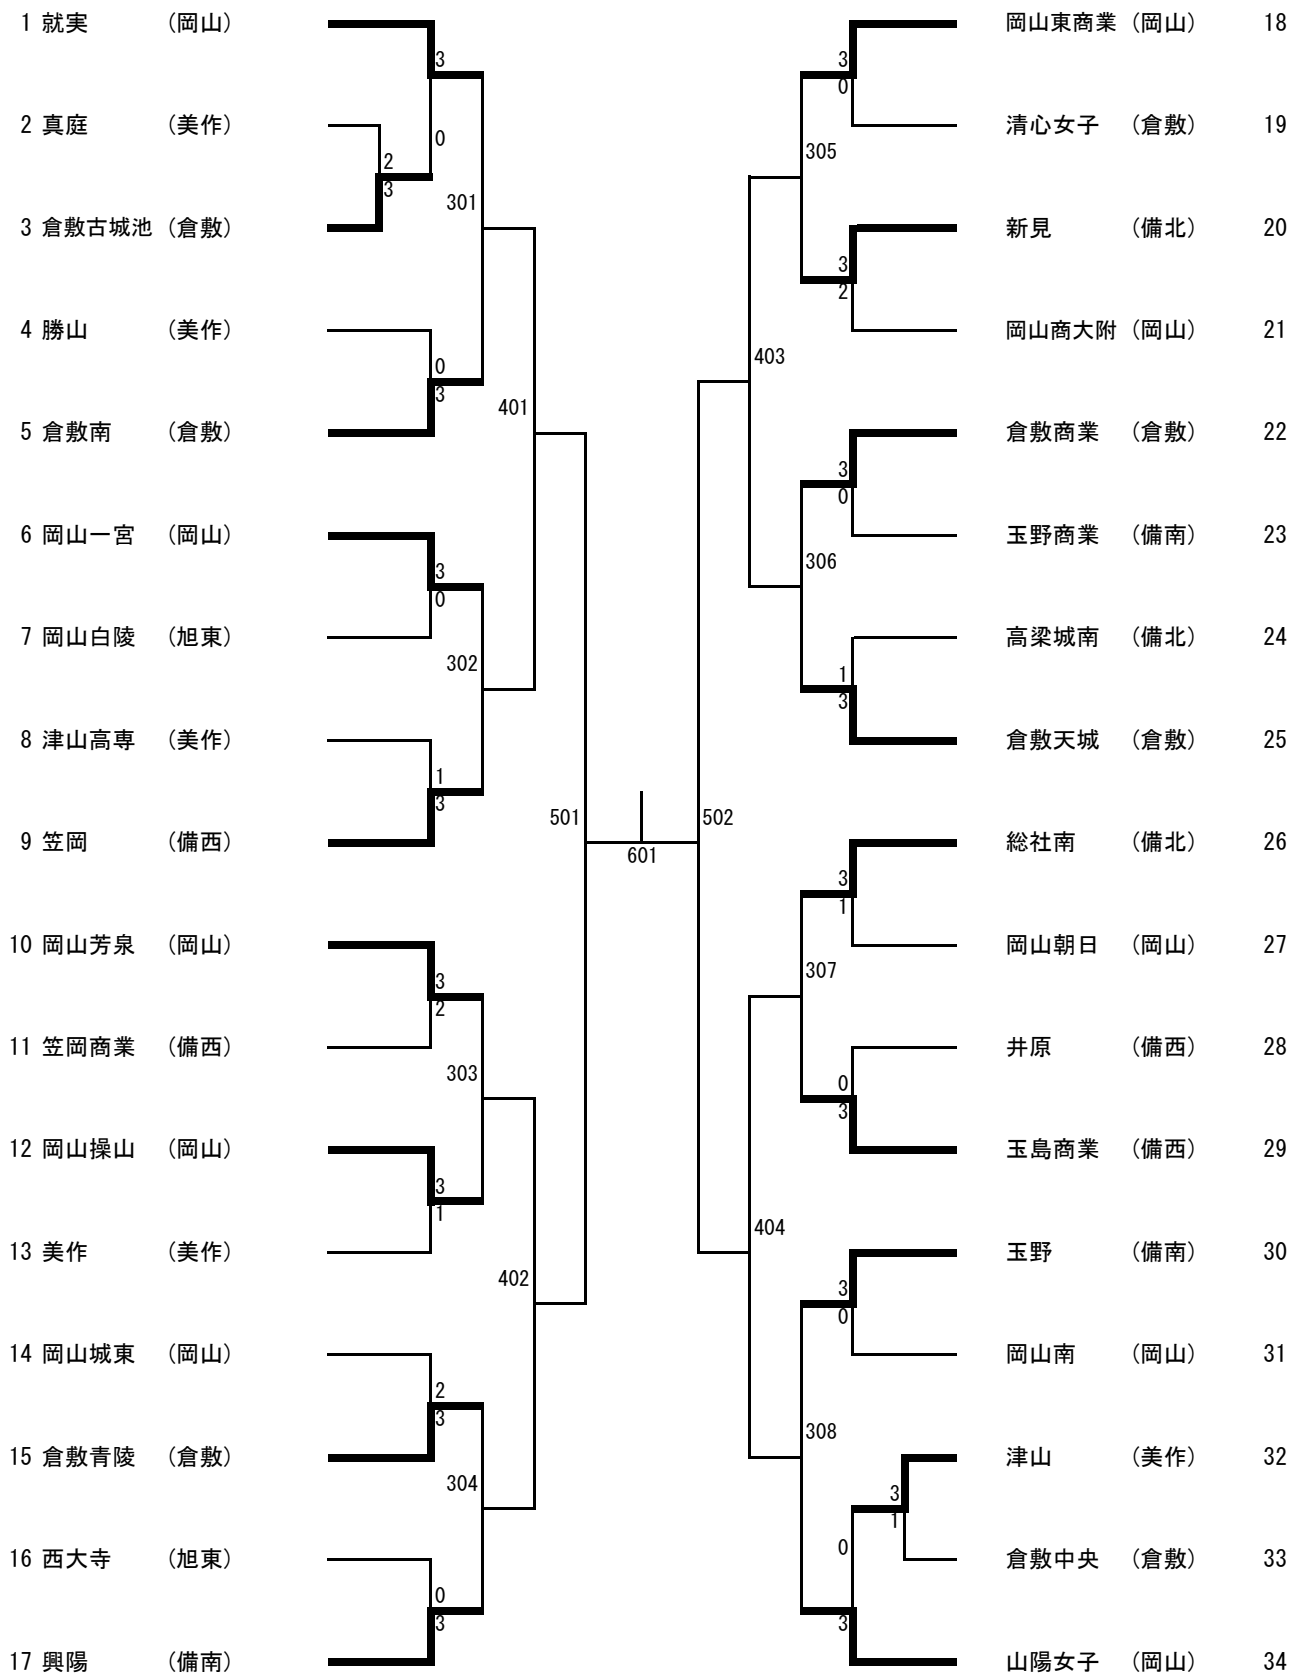 1 就実 （岡山） 岡山東商業 （岡山） 18
3 3
0
2 真庭 （美作） 清心女子 （倉敷） 19
0
305
2
3
301
3 倉敷古城池 （倉敷） 新見 （備北） 20
3
2
4 勝山 （美作） 岡山商大附 （岡山） 21
403
0
3
401
5 倉敷南 （倉敷） 倉敷商業 （倉敷） 22
3
0
6 岡山一宮 （岡山） 玉野商業 （備南） 23
306
3
0
7 岡山白陵 （旭東） 高梁城南 （備北） 24
302
1
3
8 津山高専 （美作） 倉敷天城 （倉敷） 25
1
3
501 502
9 笠岡 （備西） 総社南 （備北） 26
601
3
1
10 岡山芳泉 （岡山） 岡山朝日 （岡山） 27
307
3
2
11 笠岡商業 （備西） 井原 （備西） 28
303
0
3
12 岡山操山 （岡山） 玉島商業 （備西） 29
3
1
404
13 美作 （美作） 玉野 （備南） 30
402
3
0
14 岡山城東 （岡山） 岡山南 （岡山） 31
2
3
308
15 倉敷青陵 （倉敷） 津山 （美作） 32
304
3
1
0
16 西大寺 （旭東） 倉敷中央 （倉敷） 33
0
3 3
17 興陽 （備南） 山陽女子 （岡山） 34